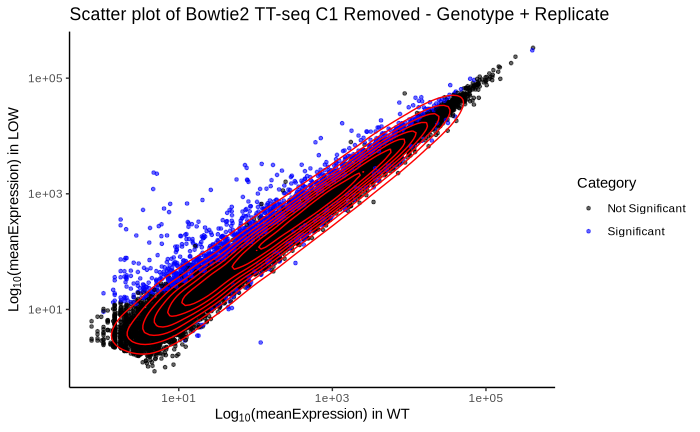 Scatter plot of Bowtie2 TT-seq C1 Removed - Genotype + Replicate
1e+05
1e+03
1e+01
Log10(meanExpression) in LOW
1e+01 1e+03 1e+05
Log10(meanExpression) in WT
Category
Not Significant
Significant